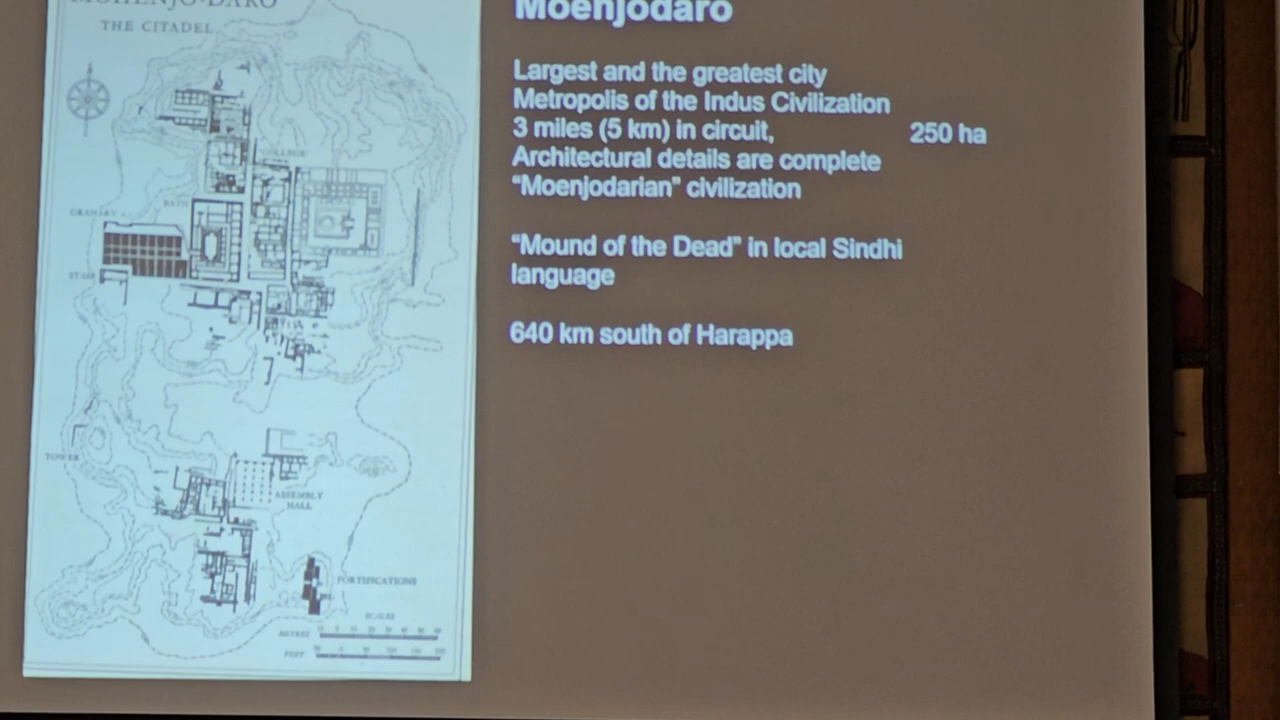 MOHENJO-DARO
THE CITADEL
COLLEGE
BATH
GRANARY
STAIR
TOWER
ASSEMBLY
HALL
FORTIFICATIONS
SCALES
METRES
FEET
Moenjodaro
Largest and the greatest city
Metropolis of the Indus Civilization
3 miles (5 km) in circuit, 250 ha
Architectural details are complete
“Moenjodarian” civilization
“Mound of the Dead” in local Sindhi
language
640 km south of Harappa